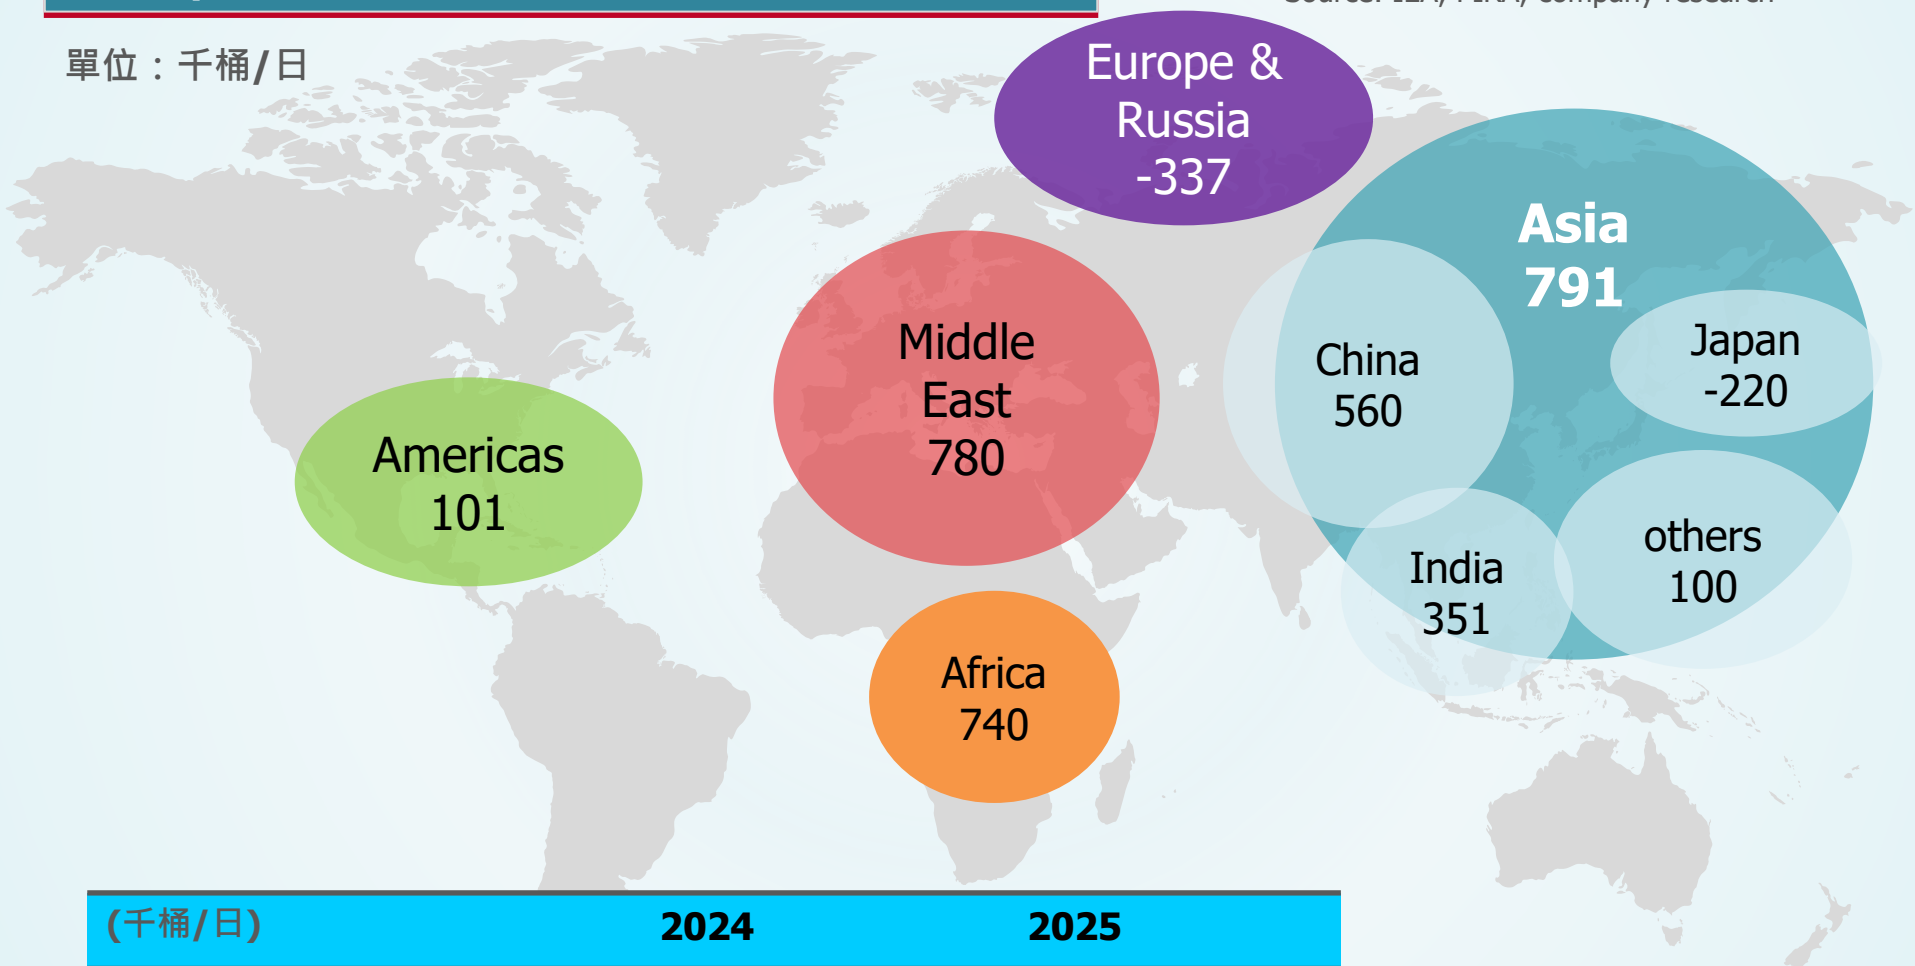 單位：千桶/日
Europe &
Russia
-337
Asia
791
Middle
East
780
China
560
Japan
-220
Americas
101
others
100
India
351
Africa
740
(千桶/日) 2024 2025